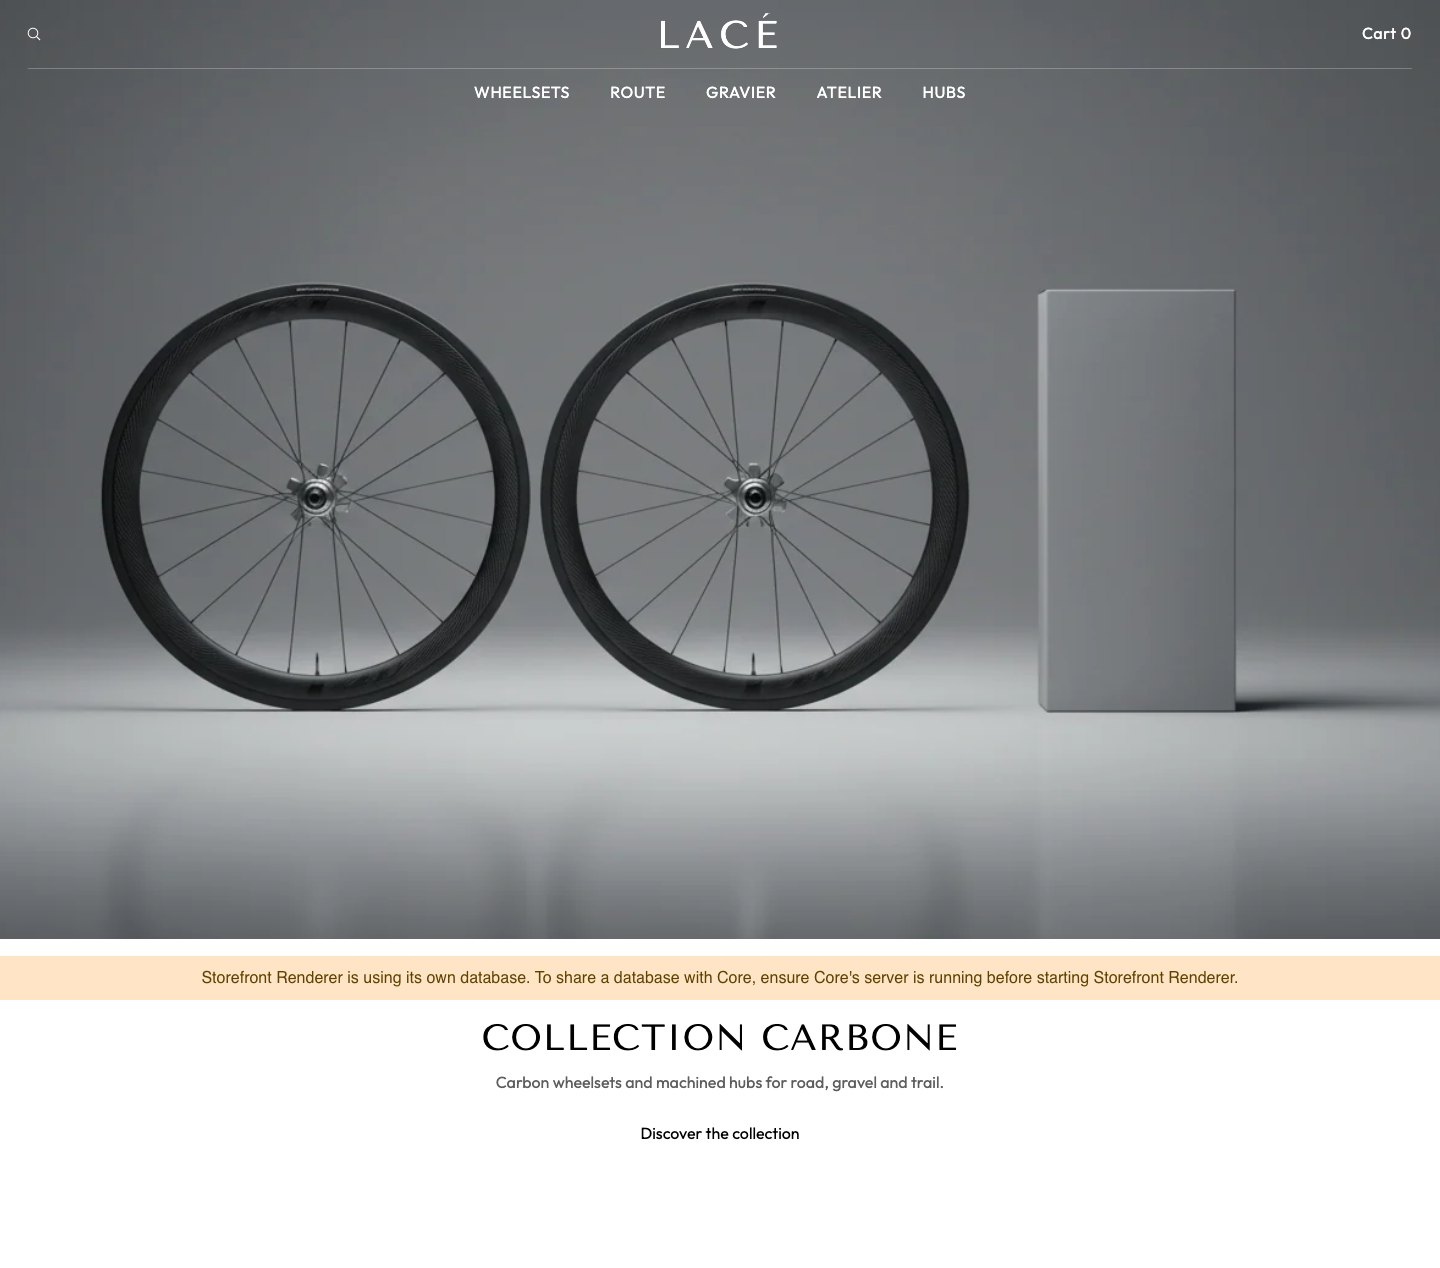 LACÉ
Cart 0
WHEELSETS ROUTE GRAVIER ATELIER HUBS
Storefront Renderer is using its own database. To share a database with Core, ensure Core's server is running before starting Storefront Renderer.
COLLECTION CARBONE
Carbon wheelsets and machined hubs for road, gravel and trail.
Discover the collection